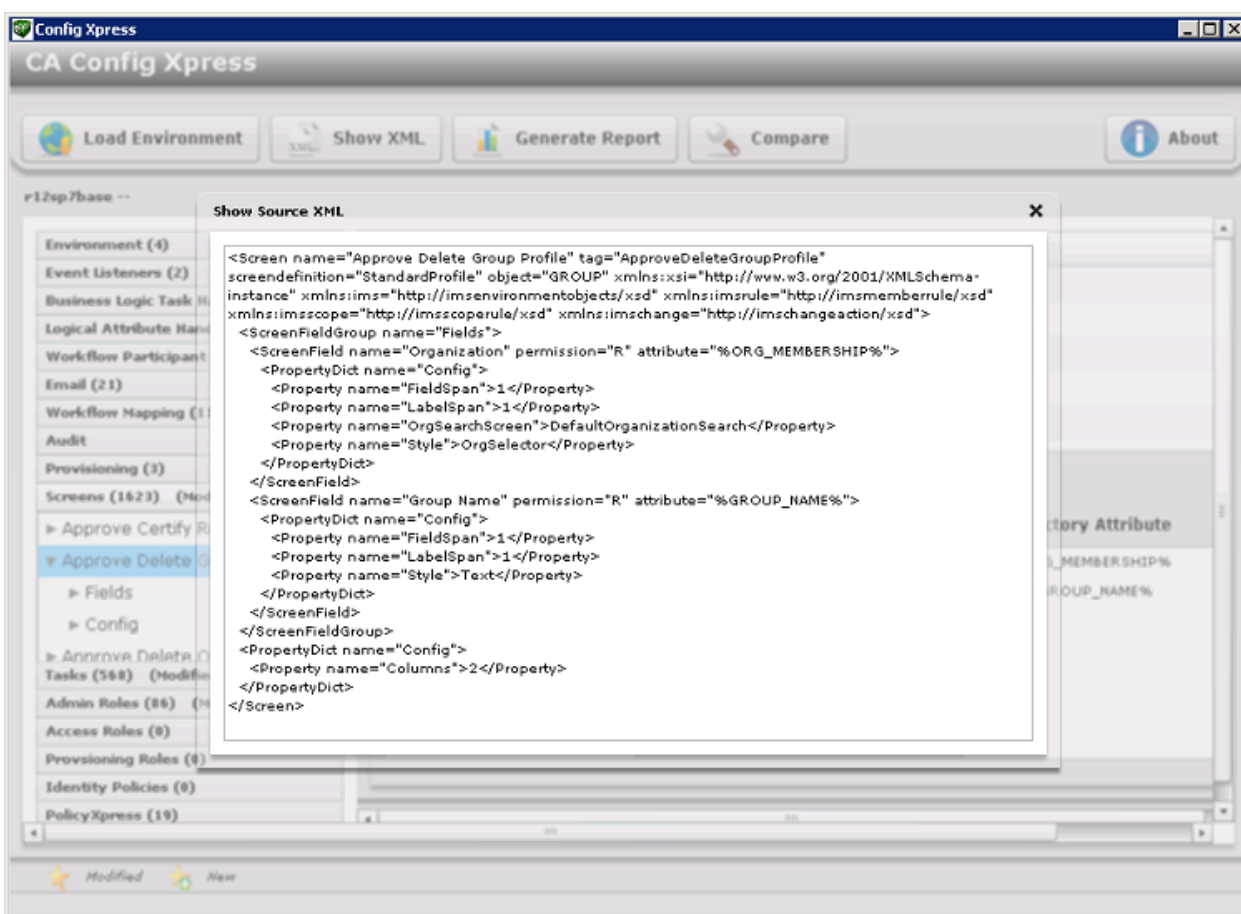 Config Xpress
CA Config Xpress
Load Environment
Show XML
Generate Report
Compare
About
r12sp7base --
Show Source XML
Environment (4)
Event Listeners (2)
Business Logic Task
Logical Attribute
Workflow Participant
Email (21)
Workflow Mapping
Audit
Provisioning (3)
Screens (1623)
Approve Certify
Approve Delete
Fields
Config
Approve Delete
Tasks (568)
Admin Roles (86)
Access Roles (0)
Provsioning Roles (0)
Identity Policies (0)
PolicyXpress (19)
<Screen name="Approve Delete Group Profile" tag="ApproveDeleteGroupProfile"
screendefinition="StandardProfile" object="GROUP" xmlns:xsi="http://www.w3.org/2001/XMLSchema-
instance" xmlns:ims="http://imsenvironmentobjects/xsd" xmlns:imsrule="http://imsmemberrule/xsd"
xmlns:imsscope="http://imsscoperule/xsd" xmlns:imschange="http://imschangeaction/xsd">
<ScreenFieldGroup name="Fields">
<ScreenField name="Organization" permission="R" attribute="%ORG_MEMBERSHIP%">
<PropertyDict name="Config">
<Property name="FieldSpan">1</Property>
<Property name="LabelSpan">1</Property>
<Property name="OrgSearchScreen">DefaultOrganizationSearch</Property>
<Property name="Style">OrgSelector</Property>
</PropertyDict>
</ScreenField>
<ScreenField name="Group Name" permission="R" attribute="%GROUP_NAME%">
<PropertyDict name="Config">
<Property name="FieldSpan">1</Property>
<Property name="LabelSpan">1</Property>
<Property name="Style">Text</Property>
</PropertyDict>
</ScreenField>
</ScreenFieldGroup>
<PropertyDict name="Config">
<Property name="Columns">2</Property>
</PropertyDict>
</Screen>
Attribute
Modified
New